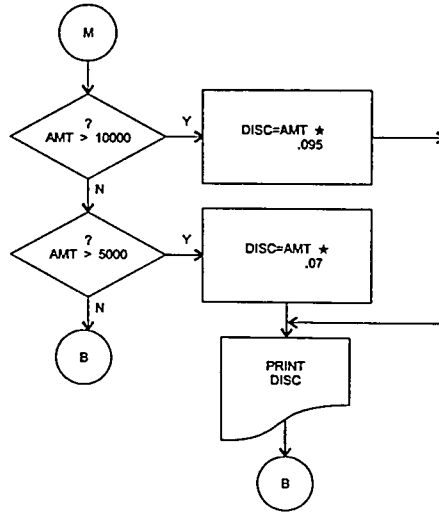 M
?
AMT > 10000
Y
DISC=AMT ★
.095
N
?
AMT > 5000
Y
DISC=AMT ★
.07
N
B
PRINT
DISC
B